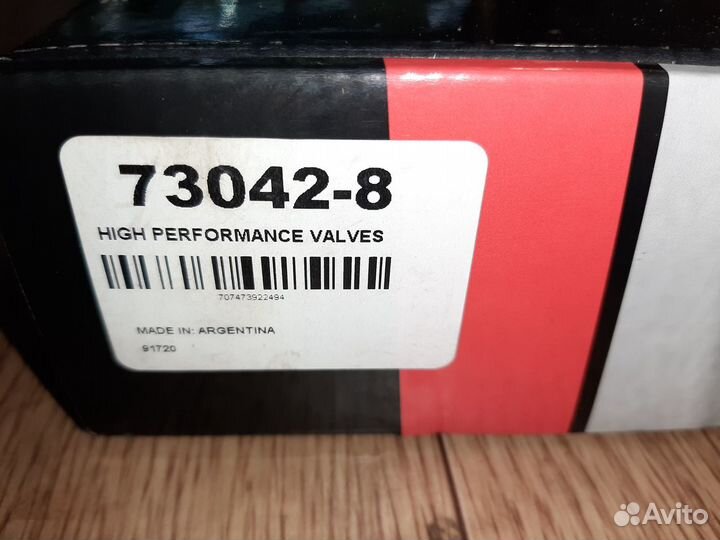 73042-8
HIGH PERFORMANCE VALVES
707473922494
MADE IN: ARGENTINA
91720
Avito